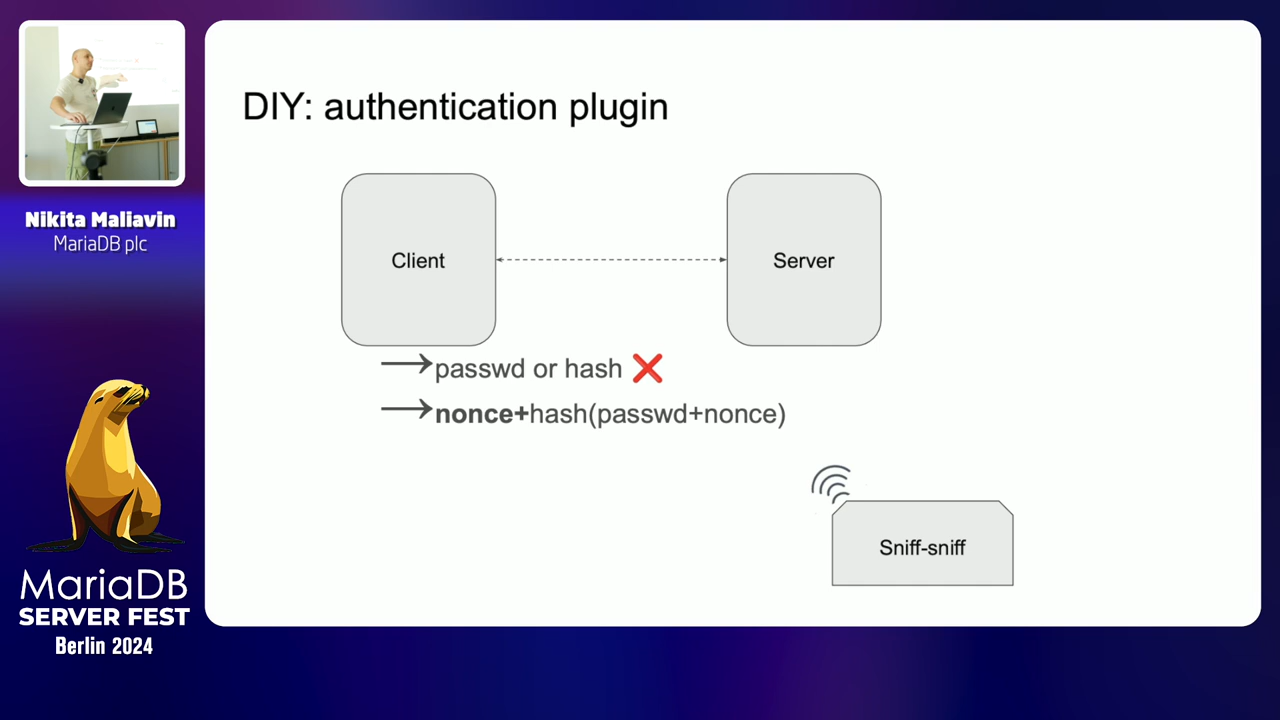 DIY: authentication plugin
Client
Server
passwd or hash
nonce+hash(passwd+nonce)
Sniff-sniff
Nikita Maliavin
MariaDB plc
MariaDB
SERVER FEST
Berlin 2024